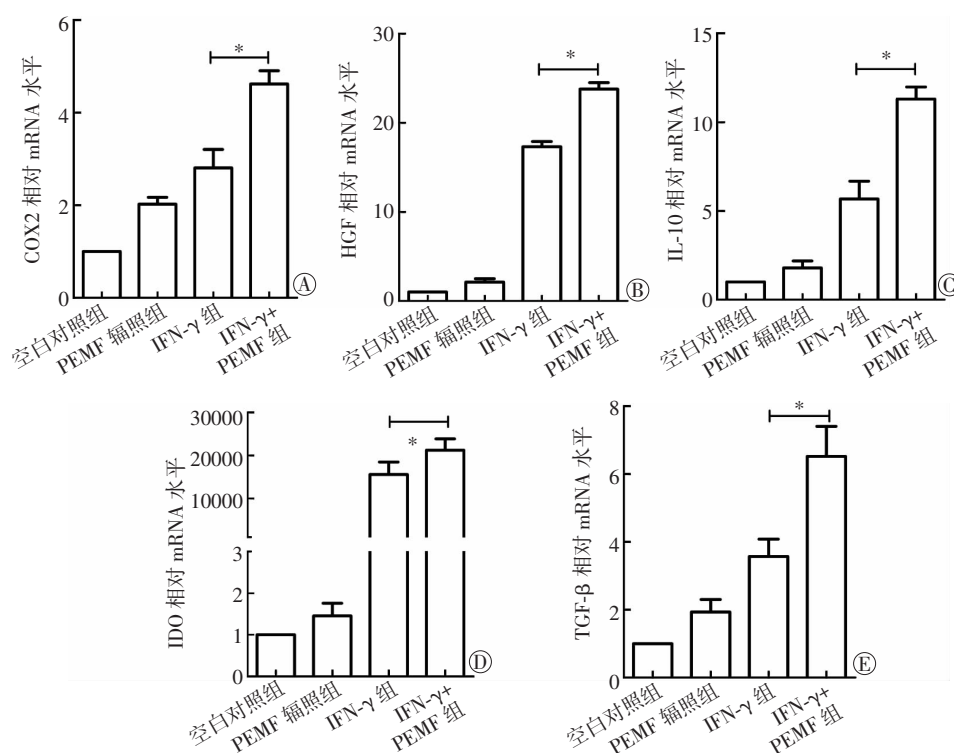 COX2 相对 mRNA 水平
6
4
2
0
*
空白对照组
PEMF 辐照组
IFN-γ 组
IFN-γ+
PEMF 组
Ⓐ
HGF 相对 mRNA 水平
30
20
10
0
*
空白对照组
PEMF 辐照组
IFN-γ 组
IFN-γ+
PEMF 组
Ⓑ
IL-10 相对 mRNA 水平
15
10
5
0
*
空白对照组
PEMF 辐照组
IFN-γ 组
IFN-γ+
PEMF 组
Ⓒ
IDO 相对 mRNA 水平
30000
20000
10000
3
2
1
0
*
空白对照组
PEMF 辐照组
IFN-γ 组
IFN-γ+
PEMF 组
Ⓓ
TGF-β 相对 mRNA 水平
8
6
4
2
0
*
空白对照组
PEMF 辐照组
IFN-γ 组
IFN-γ+
PEMF 组
Ⓔ